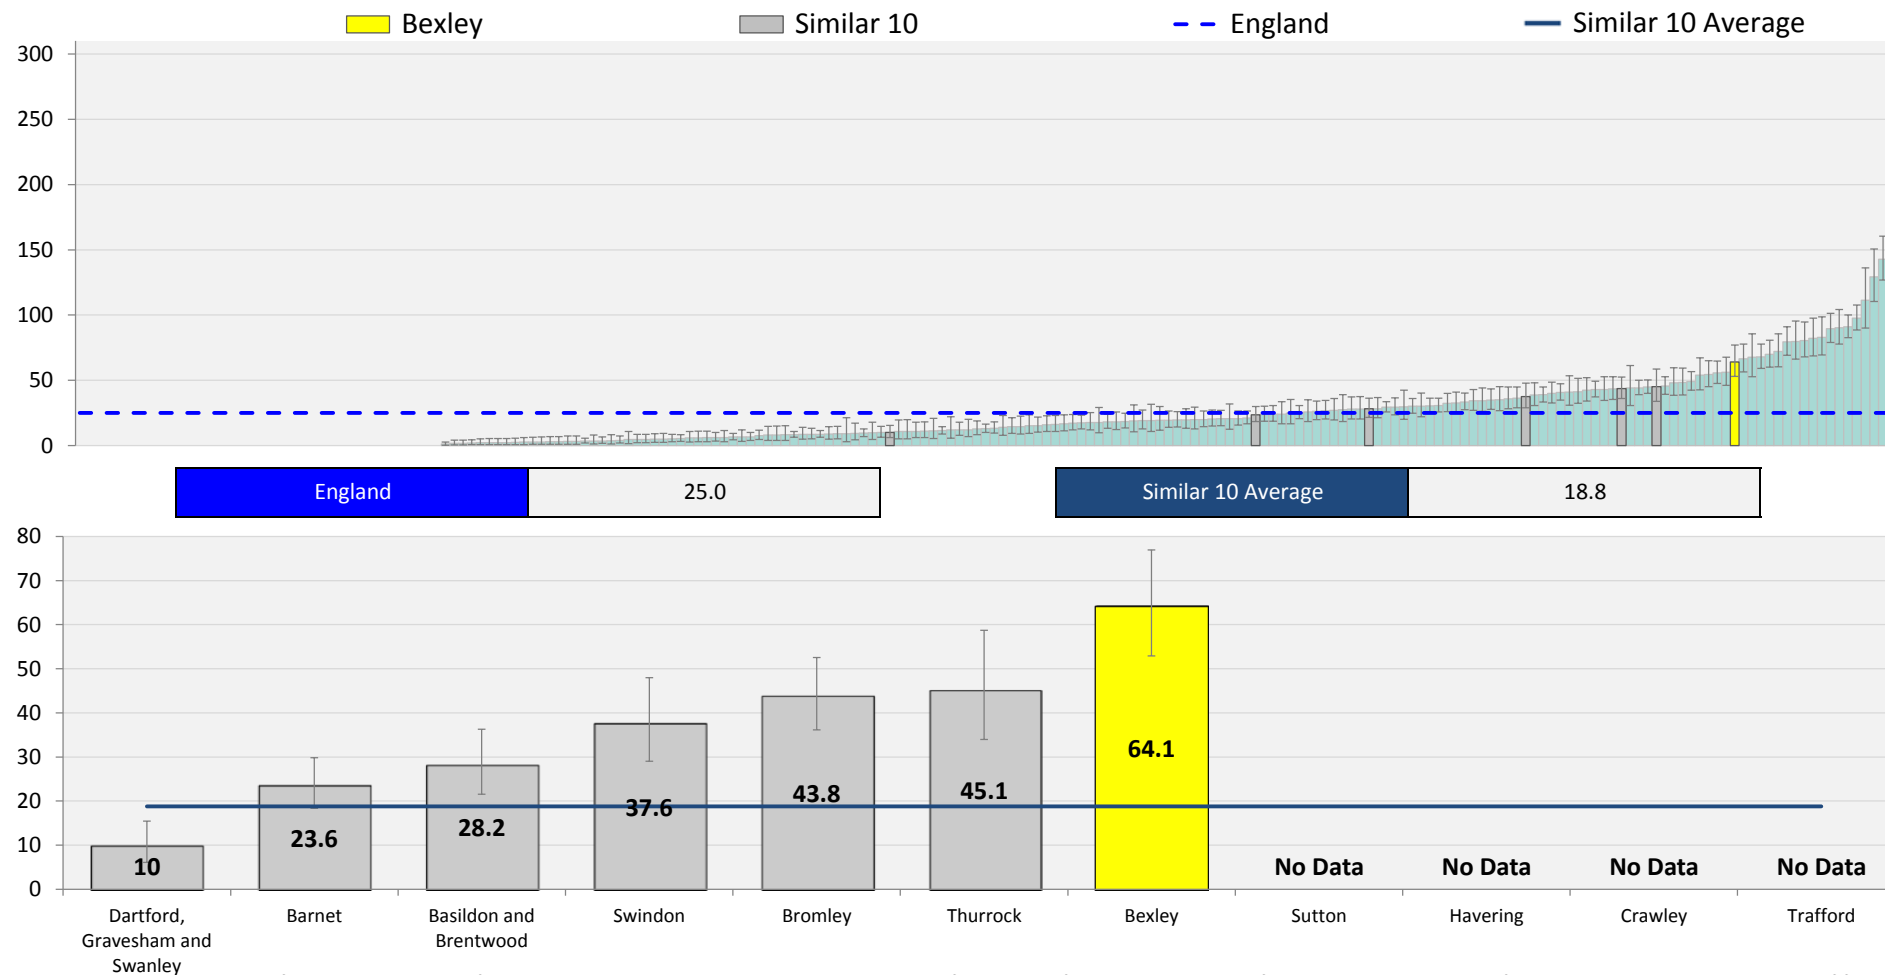 Bexley Similar 10 England Similar 10 Average
300
250
200
150
100
50
0
England 25.0 Similar 10 Average 18.8
80
70
60
50
40
30
20
10
0
10 23.6 28.2 37.6 43.8 45.1 64.1 No Data No Data No Data No Data
Dartford, Gravesham and Swanley
Barnet
Basildon and Brentwood
Swindon
Bromley
Thurrock
Bexley
Sutton
Havering
Crawley
Trafford